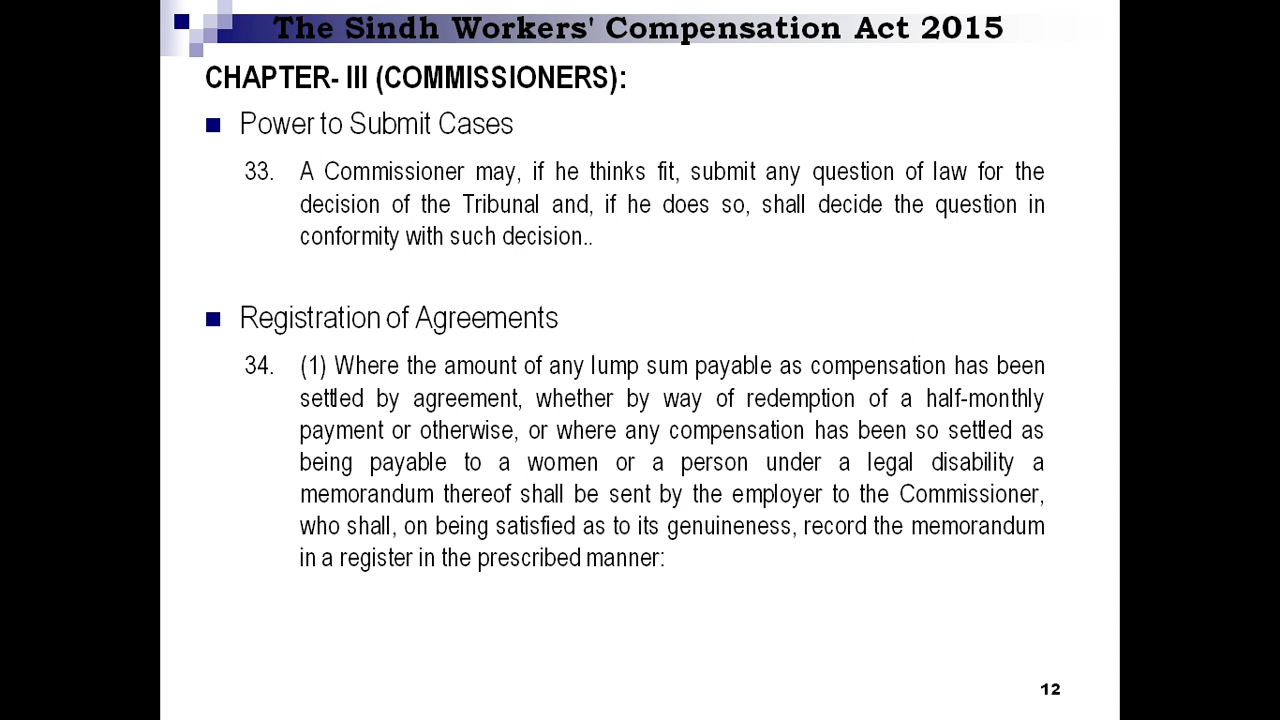 The Sindh Workers' Compensation Act 2015
CHAPTER- III (COMMISSIONERS):
Power to Submit Cases
33. A Commissioner may, if he thinks fit, submit any question of law for the
decision of the Tribunal and, if he does so, shall decide the question in
conformity with such decision..
Registration of Agreements
34. (1) Where the amount of any lump sum payable as compensation has been
settled by agreement, whether by way of redemption of a half-monthly
payment or otherwise, or where any compensation has been so settled as
being payable to a women or a person under a legal disability a
memorandum thereof shall be sent by the employer to the Commissioner,
who shall, on being satisfied as to its genuineness, record the memorandum
in a register in the prescribed manner:
12